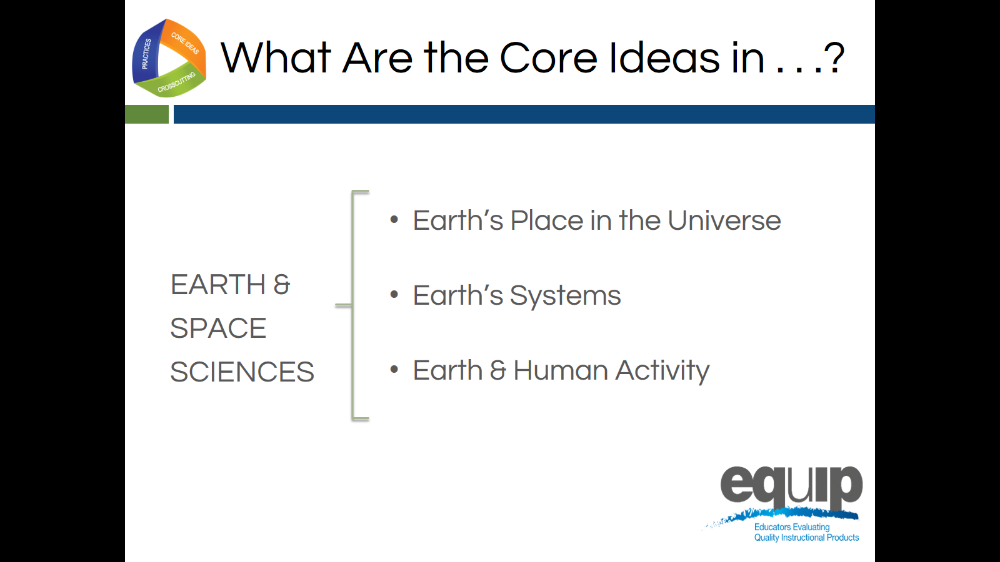 PRACTICES
CORE IDEAS
CROSSCUTTING
What Are the Core Ideas in . . .?
EARTH &
SPACE
SCIENCES
• Earth’s Place in the Universe
• Earth’s Systems
• Earth & Human Activity
equip
Educators Evaluating
Quality Instructional Products